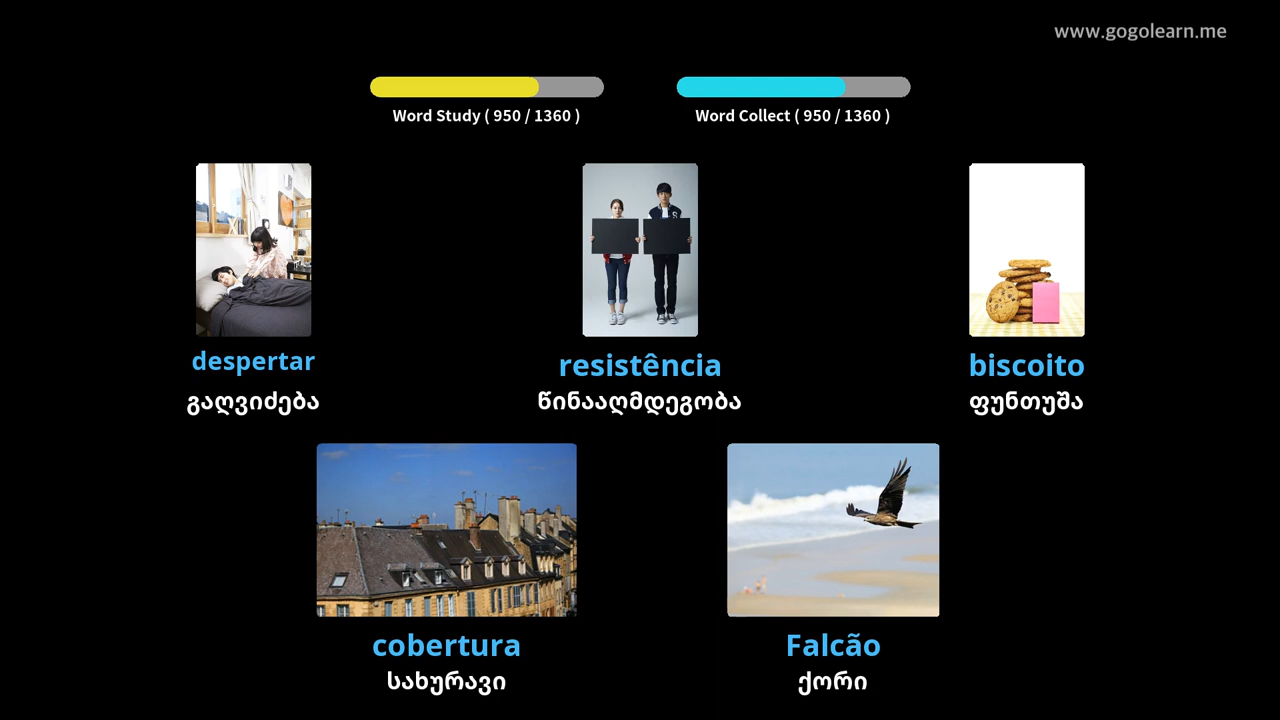 www.gogolearn.me
Word Study ( 950 / 1360 )
Word Collect ( 950 / 1360 )
despertar
გაღვიძება
resistência
წინააღმდეგობა
biscoito
ფუნთუშა
cobertura
სახურავი
Falcão
ქორი